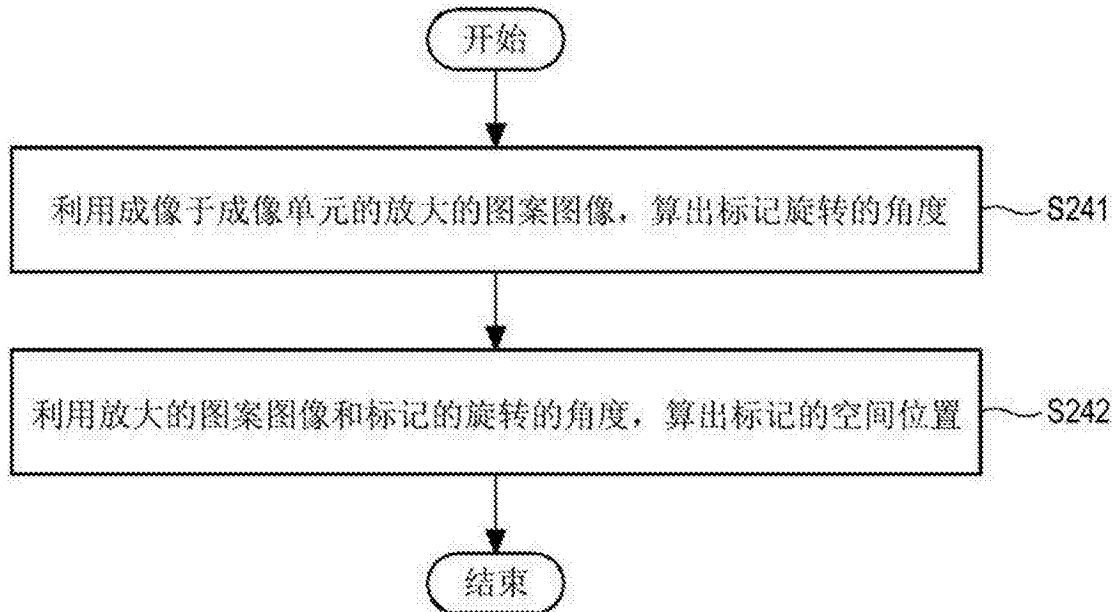 开始
利用成像于成像单元的放大的图案图像，算出标记旋转的角度
S241
利用放大的图案图像和标记的旋转的角度，算出标记的空间位置
S242
结束